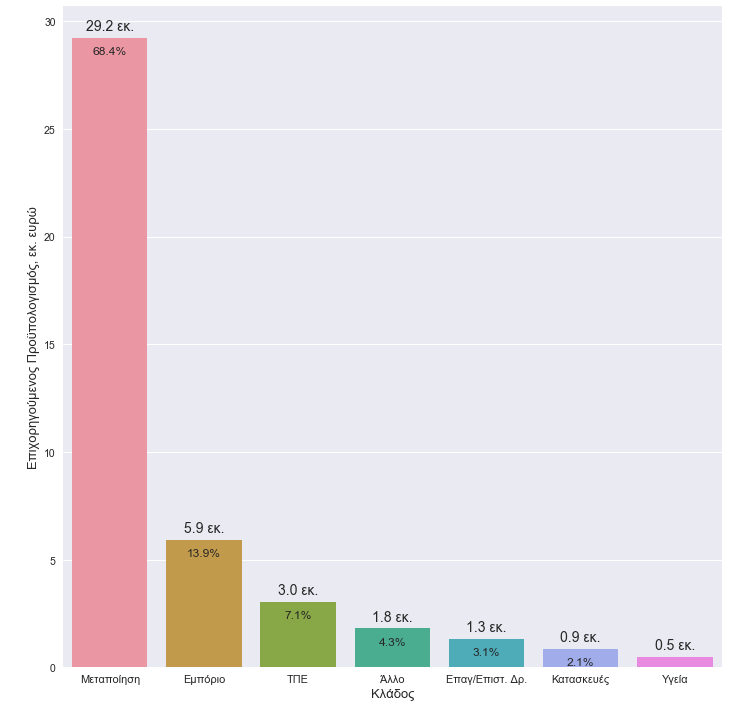 Επιχορηγούμενος Προϋπολογισμός, εκ. ευρώ
30
25
20
15
10
5
0
29.2 εκ.
68.4%
5.9 εκ.
13.9%
3.0 εκ.
7.1%
1.8 εκ.
4.3%
1.3 εκ.
3.1%
0.9 εκ.
2.1%
0.5 εκ.
Μεταποίηση
Εμπόριο
ΤΠΕ
Άλλο
Επαγ/Επιστ. Δρ.
Κατασκευές
Υγεία
Κλάδος